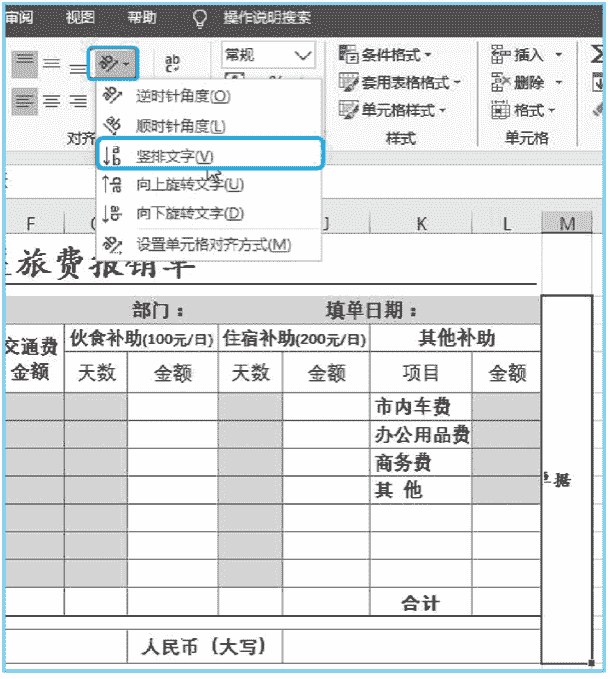 审阅 视图 帮助 操作说明搜索
常规
条件格式
插入
套用表格格式
删除
单元格样式
格式
对齐
样式
单元格
逆时针角度(O)
顺时针角度(L)
竖排文字(V)
向上旋转文字(U)
向下旋转文字(D)
设置单元格对齐方式(M)
F J K L M
旅费报销单
部门： 填单日期：
交通费 伙食补助(100元/日) 住宿补助(200元/日) 其他补助
金额 天数 金额 天数 金额 项目 金额
市内车费
办公用品费
商务费
其 他
据
合计
人民币（大写）